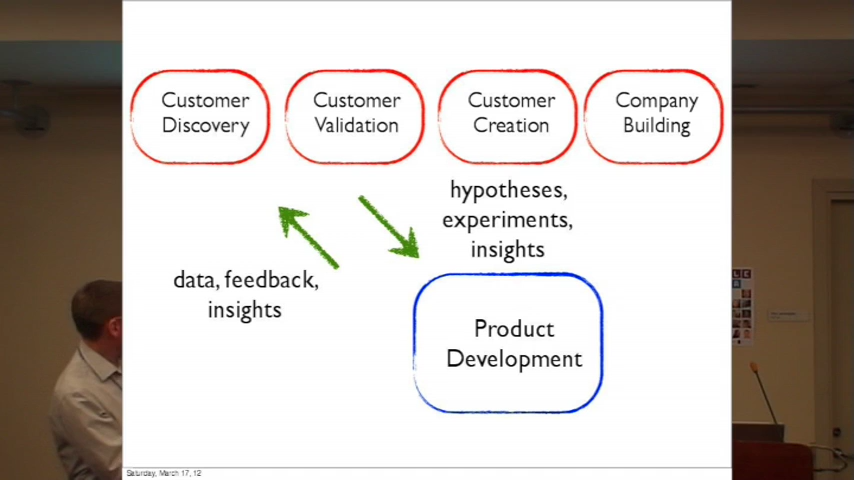 Customer
Discovery
Customer
Validation
Customer
Creation
Company
Building
hypotheses,
experiments,
insights
data, feedback,
insights
Product
Development
Saturday, March 17, 12